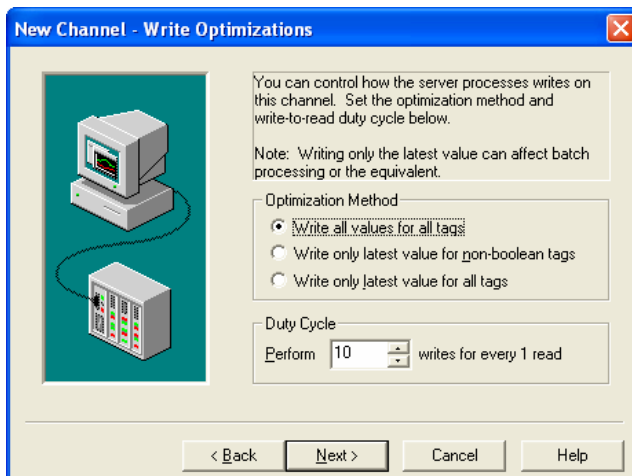 New Channel - Write Optimizations
You can control how the server processes writes on
this channel. Set the optimization method and
write-to-read duty cycle below.
Note: Writing only the latest value can affect batch
processing or the equivalent.
Optimization Method
Write all values for all tags
Write only latest value for non-boolean tags
Write only latest value for all tags
Duty Cycle
Perform 10 writes for every 1 read
< Back Next > Cancel Help